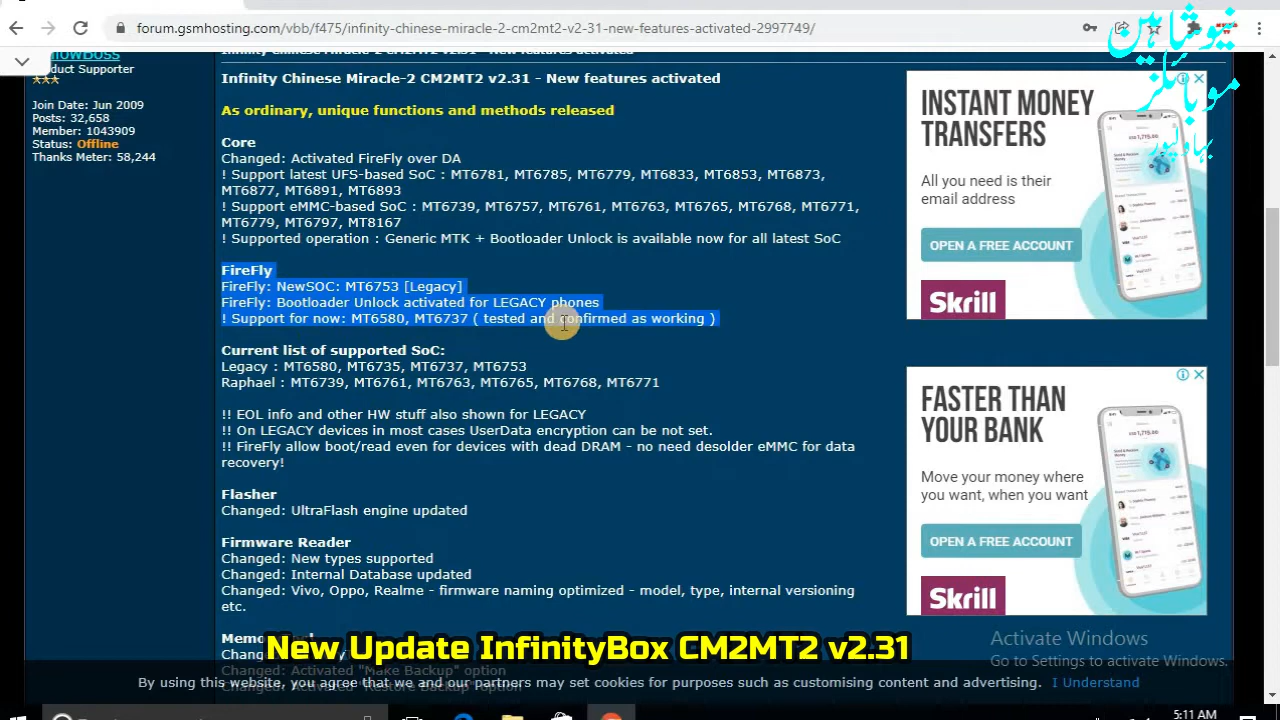 forum.gsmhosting.com/vbb/f475/infinity-chinese-miracle-2-cm2mt2-v2-31-new-features-activated-2997749/
نیو شاہین
موبائلز
بہاولپور
Product Supporter
Join Date: Jun 2009
Posts: 32,658
Member: 1043909
Status: Offline
Thanks Meter: 58,244
Infinity Chinese Miracle-2 CM2MT2 v2.31 - New features activated
As ordinary, unique functions and methods released
Core
Changed: Activated FireFly over DA
! Support latest UFS-based SoC : MT6781, MT6785, MT6779, MT6833, MT6853, MT6873,
MT6877, MT6891, MT6893
! Support eMMC-based SoC : MT6739, MT6757, MT6761, MT6763, MT6765, MT6768, MT6771,
MT6779, MT6797, MT8167
! Supported operation : Generic MTK + Bootloader Unlock is available now for all latest SoC
FireFly
FireFly: NewSOC: MT6753 [Legacy]
FireFly: Bootloader Unlock activated for LEGACY phones
! Support for now: MT6580, MT6737 ( tested and confirmed as working )
Current list of supported SoC:
Legacy : MT6580, MT6735, MT6737, MT6753
Raphael : MT6739, MT6761, MT6763, MT6765, MT6768, MT6771
!! EOL info and other HW stuff also shown for LEGACY
!! On LEGACY devices in most cases UserData encryption can be not set.
!! FireFly allow boot/read even for devices with dead DRAM - no need desolder eMMC for data
recovery!
Flasher
Changed: UltraFlash engine updated
Firmware Reader
Changed: New types supported
Changed: Internal Database updated
Changed: Vivo, Oppo, Realme - firmware naming optimized - model, type, internal versioning
etc.
INSTANT MONEY
TRANSFERS
All you need is their
email address
OPEN A FREE ACCOUNT
Skrill
FASTER THAN
YOUR BANK
Move your money where
you want, when you want
OPEN A FREE ACCOUNT
Skrill
New Update InfinityBox CM2MT2 v2.31
Activate Windows
Go to Settings to activate Windows.
Activated "Make Backup" option
By using this website, you agree that we and our partners may set cookies for purposes such as customising content and advertising. I Understand
5:11 AM